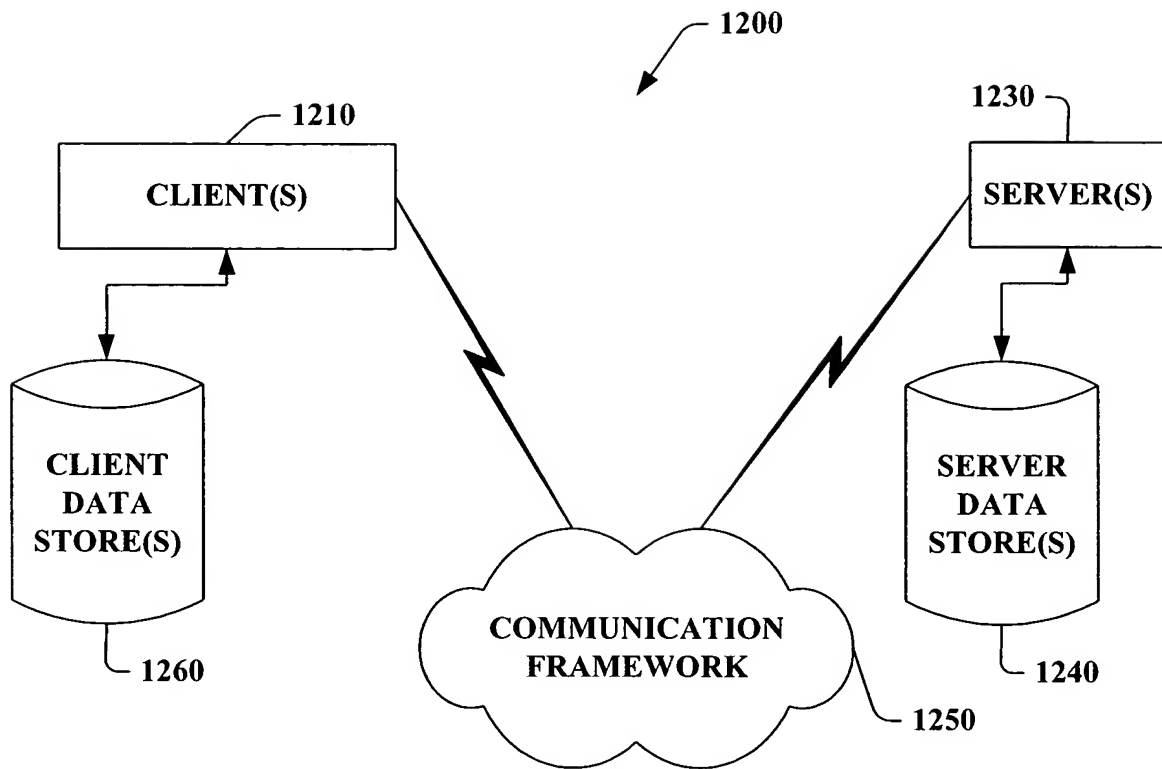 1200
1210
1230
CLIENT(S)
SERVER(S)
CLIENT
DATA
STORE(S)
SERVER
DATA
STORE(S)
COMMUNICATION
FRAMEWORK
1260
1240
1250